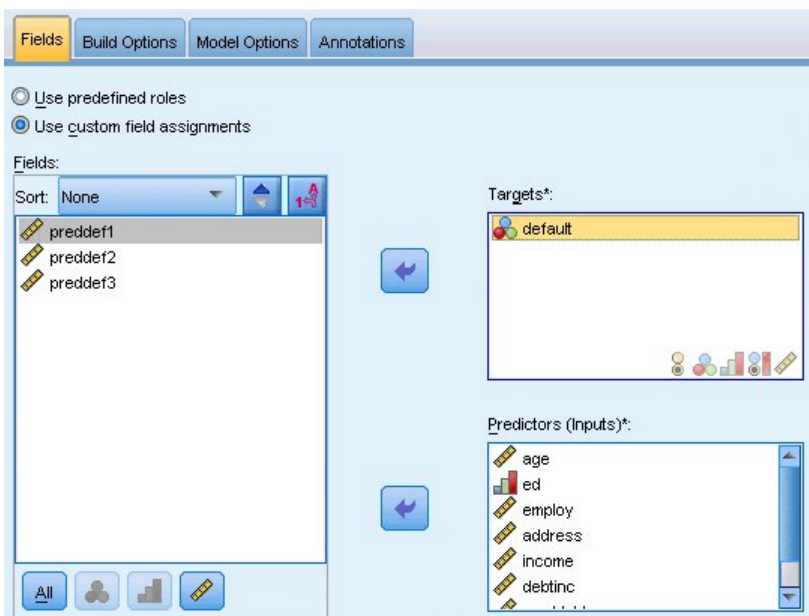 Fields
Build Options
Model Options
Annotations
Use predefined roles
Use custom field assignments
Fields:
Sort: None
preddef1
preddef2
preddef3
All
Targets*:
default
Predictors (Inputs)*:
age
ed
employ
address
income
debtinc